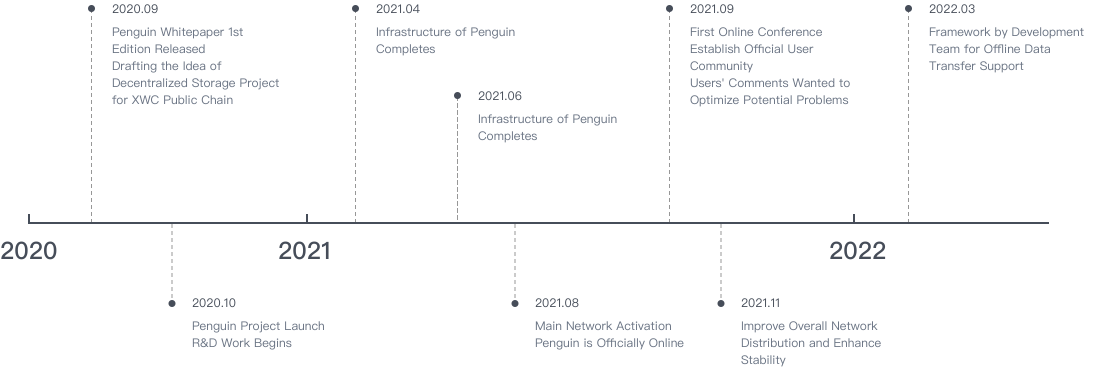 2020.09
Penguin Whitepaper 1st
Edition Released
Drafting the Idea of
Decentralized Storage Project
for XWC Public Chain
2021.04
Infrastructure of Penguin
Completes
2021.06
Infrastructure of Penguin
Completes
2021.09
First Online Conference
Establish Official User
Community
Users' Comments Wanted to
Optimize Potential Problems
2022.03
Framework by Development
Team for Offline Data
Transfer Support
2020
2021
2022
2020.10
Penguin Project Launch
R&D Work Begins
2021.08
Main Network Activation
Penguin is Officially Online
2021.11
Improve Overall Network
Distribution and Enhance
Stability